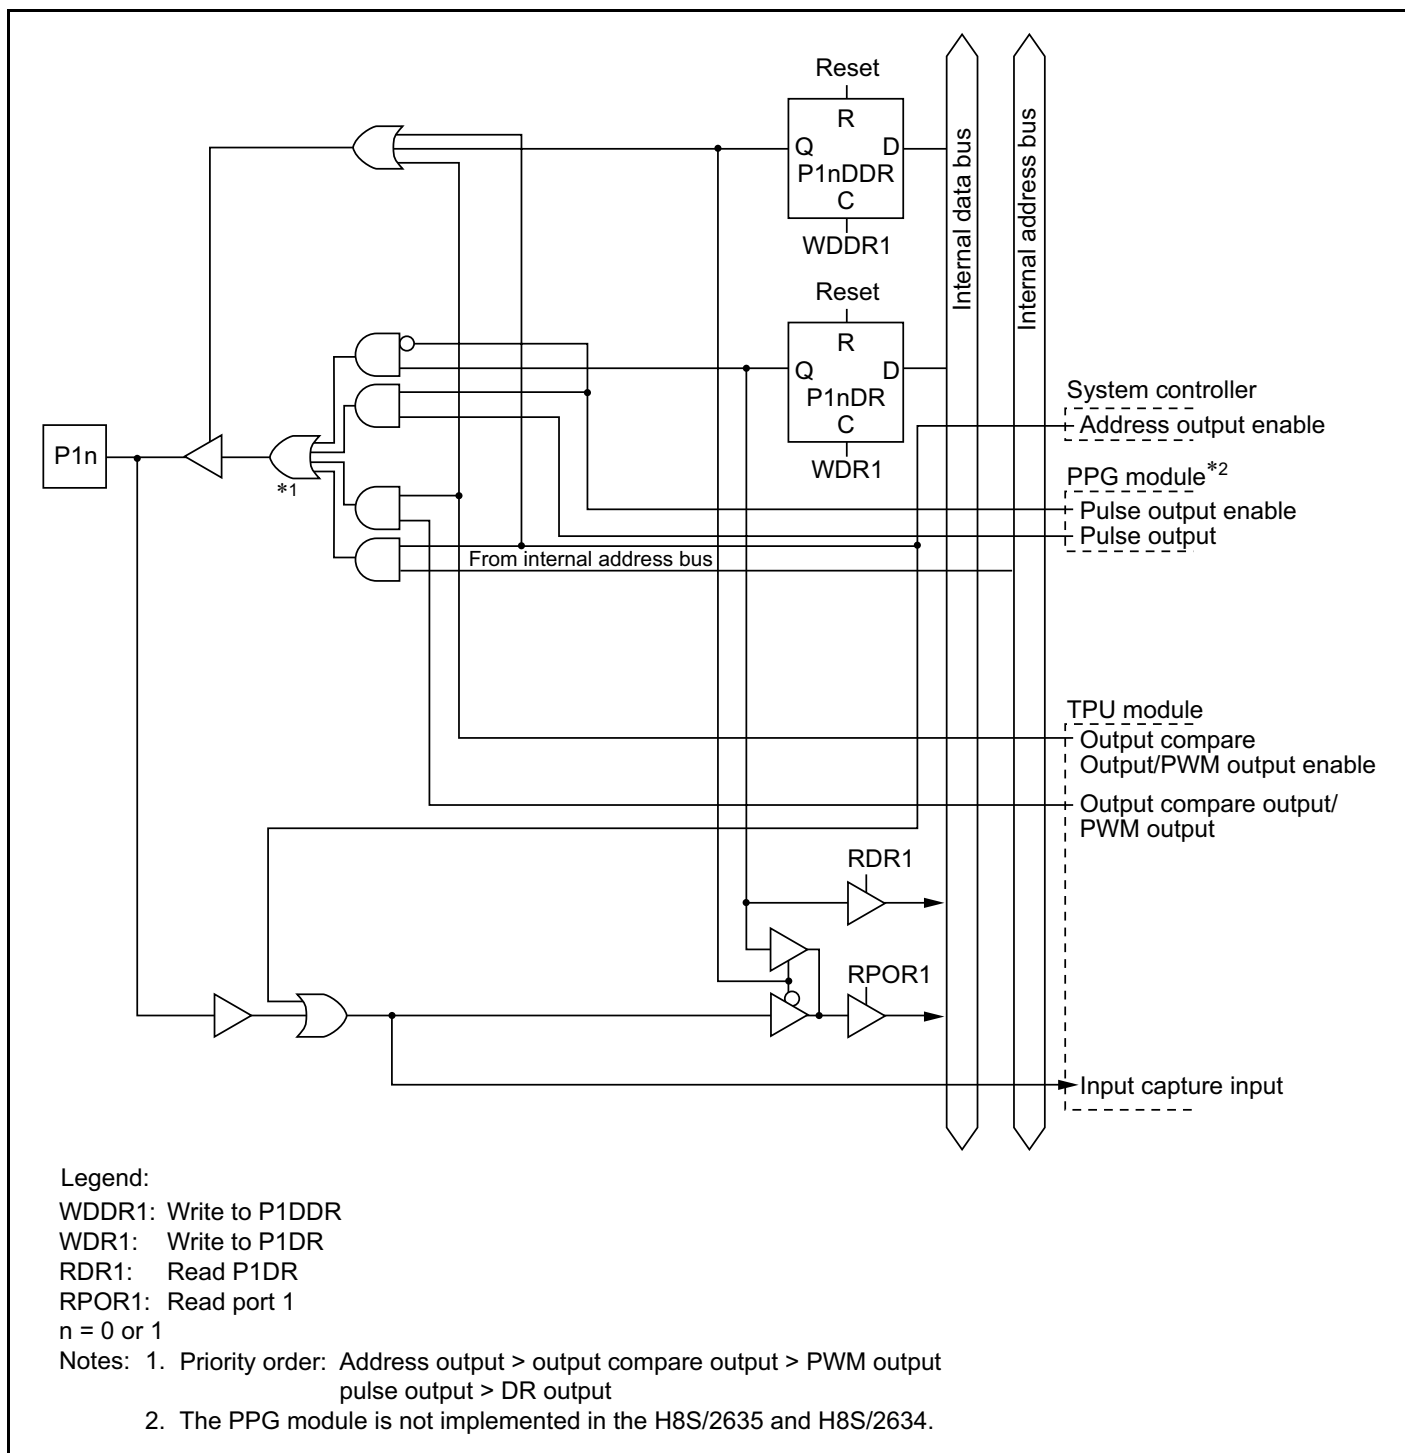 Reset
R
Q D
P1nDDR
C
WDDR1
Internal data bus
Internal address bus
Reset
R
Q D
P1nDR
C
WDR1
System controller
Address output enable
P1n
*1
PPG module*2
Pulse output enable
Pulse output
From internal address bus
TPU module
Output compare
Output/PWM output enable
Output compare output/
PWM output
RDR1
RPOR1
Input capture input
Legend:
WDDR1: Write to P1DDR
WDR1: Write to P1DR
RDR1: Read P1DR
RPOR1: Read port 1
n = 0 or 1
Notes: 1. Priority order: Address output > output compare output > PWM output
pulse output > DR output
2. The PPG module is not implemented in the H8S/2635 and H8S/2634.